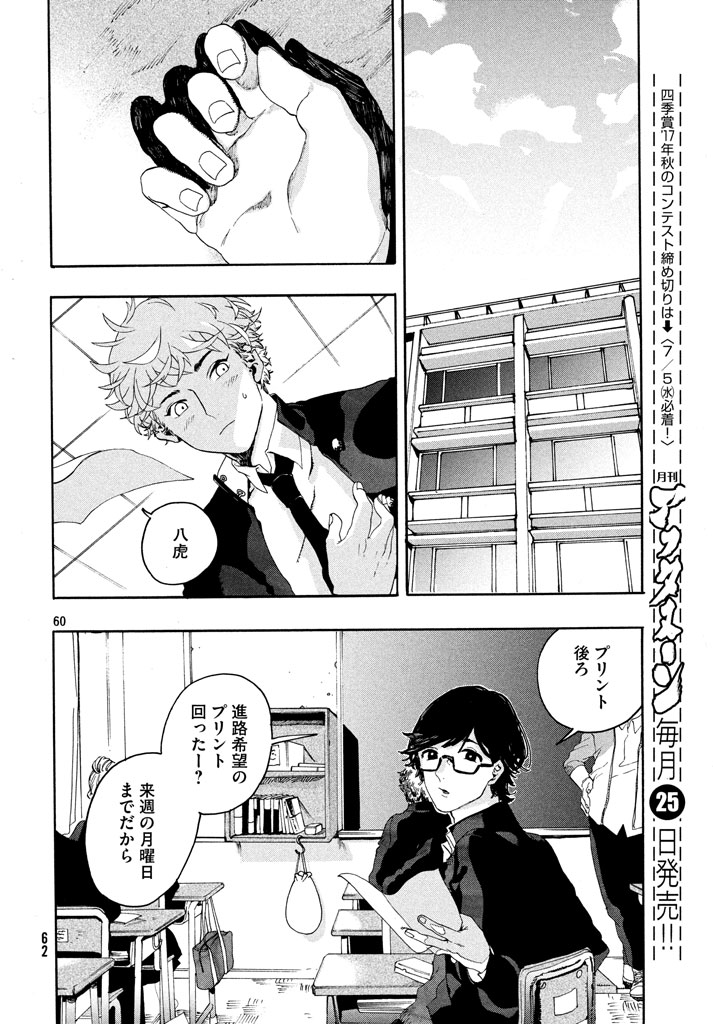 四季賞'17年秋のコンテスト締め切りは➡〈7/5㈬必着!〉
月刊アフタヌーン毎月25日発売!!!
八虎
60
プリント
後ろ
進路希望の
プリント
回ったー?
来週の月曜日
までだから
62